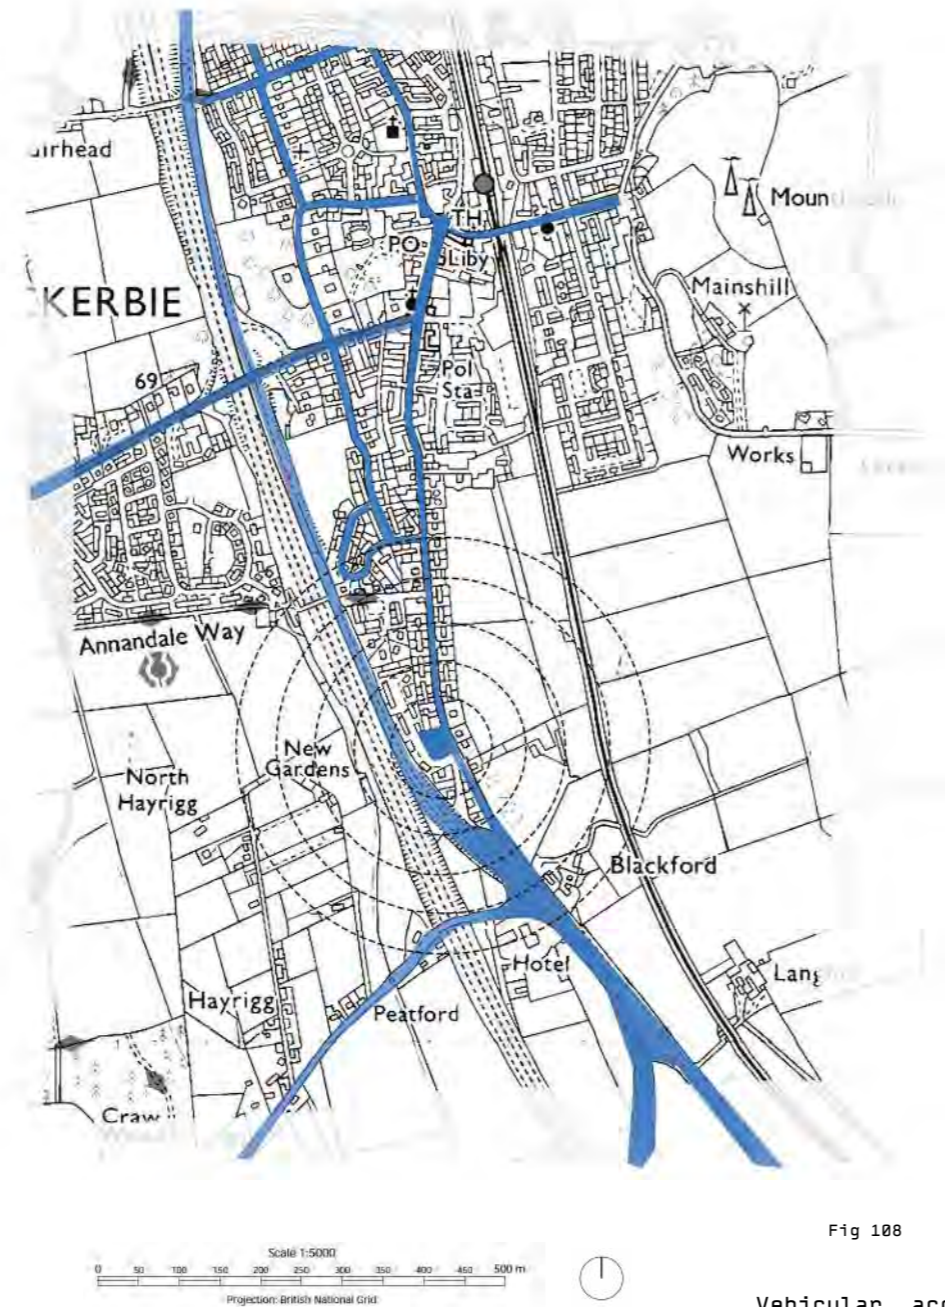 uirhead
Moun
TH
PO
Liby
KERBIE
Mainshill
69
Pol
Sta
Works
Annandale Way
New
Gardens
North
Hayrigg
Blackford
Hotel
Lang
Hayrigg
Peatford
Craw
Fig 108
Scale 1:5000
0 50 100 150 200 250 300 350 400 450 500 m
Projection: British National Grid
Vehicular acc